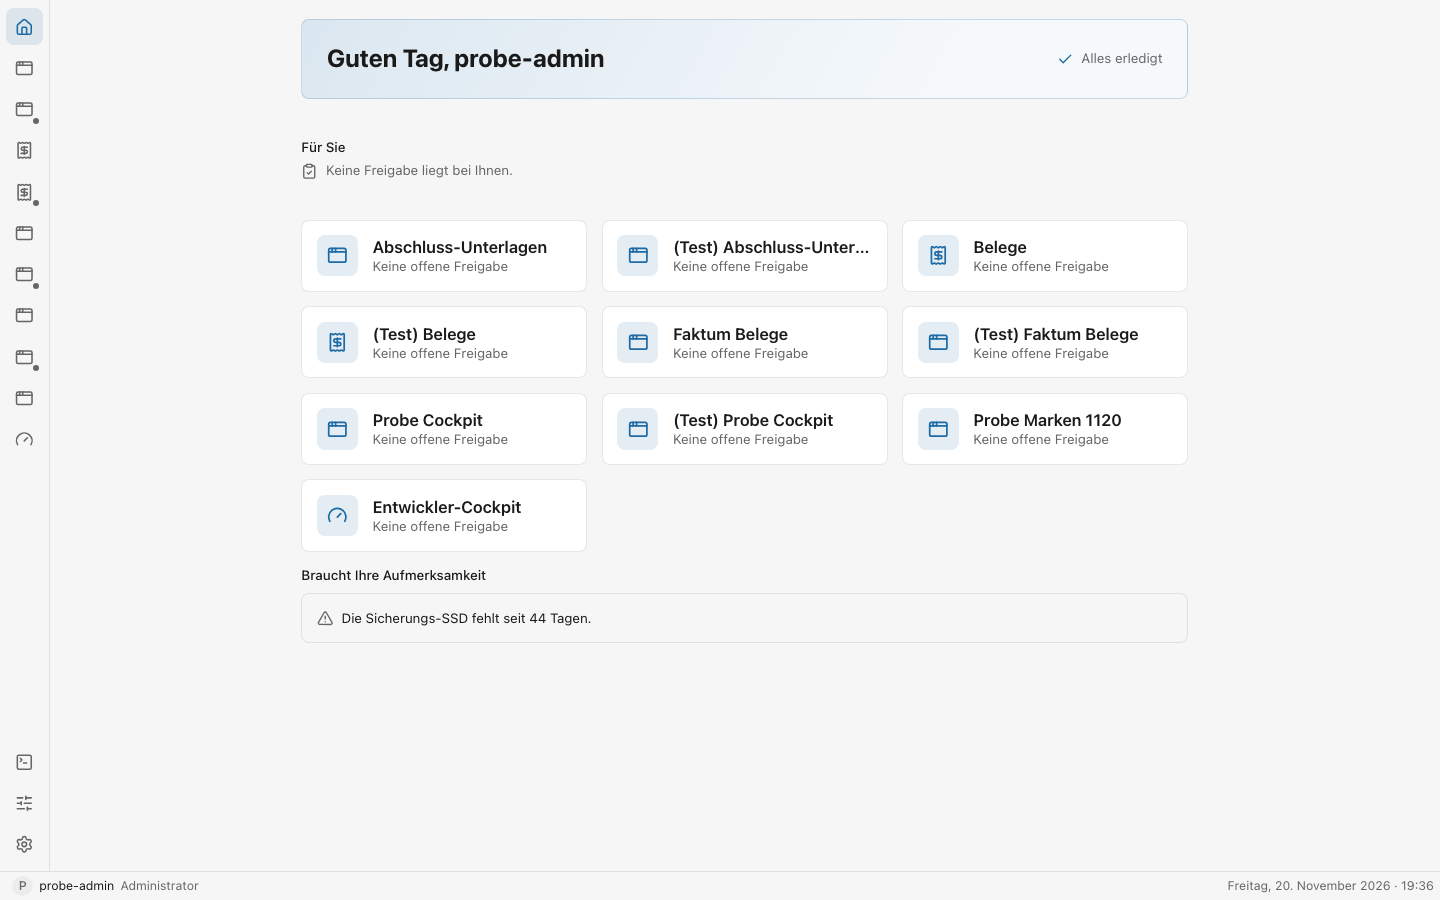 Guten Tag, probe-admin
Alles erledigt
Für Sie
Keine Freigabe liegt bei Ihnen.
Abschluss-Unterlagen
Keine offene Freigabe
(Test) Abschluss-Unter...
Keine offene Freigabe
Belege
Keine offene Freigabe
(Test) Belege
Keine offene Freigabe
Faktum Belege
Keine offene Freigabe
(Test) Faktum Belege
Keine offene Freigabe
Probe Cockpit
Keine offene Freigabe
(Test) Probe Cockpit
Keine offene Freigabe
Probe Marken 1120
Keine offene Freigabe
Entwickler-Cockpit
Keine offene Freigabe
Braucht Ihre Aufmerksamkeit
Die Sicherungs-SSD fehlt seit 44 Tagen.
P probe-admin Administrator
Freitag, 20. November 2026 · 19:36